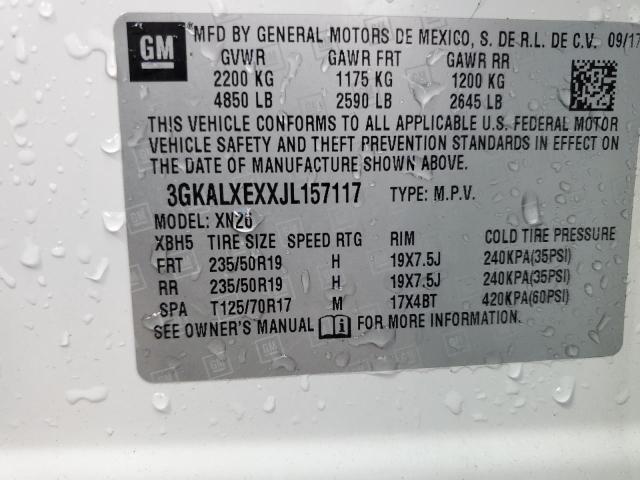 GM
MFD BY GENERAL MOTORS DE MEXICO, S. DE R.L. DE C.V. 09/17
GVWR GAWR FRT GAWR RR
2200 KG 1175 KG 1200 KG
4850 LB 2590 LB 2645 LB
THIS VEHICLE CONFORMS TO ALL APPLICABLE U.S. FEDERAL MOTOR
VEHICLE SAFETY AND THEFT PREVENTION STANDARDS IN EFFECT ON
THE DATE OF MANUFACTURE SHOWN ABOVE.
3GKALXEXXJL157117 TYPE: M.P.V.
MODEL: XN26
XBH5 TIRE SIZE SPEED RTG RIM COLD TIRE PRESSURE
FRT 235/50R19 H 19X7.5J 240KPA(35PSI)
RR 235/50R19 H 19X7.5J 240KPA(35PSI)
SPA T125/70R17 M 17X4BT 420KPA(60PSI)
SEE OWNER'S MANUAL i FOR MORE INFORMATION.